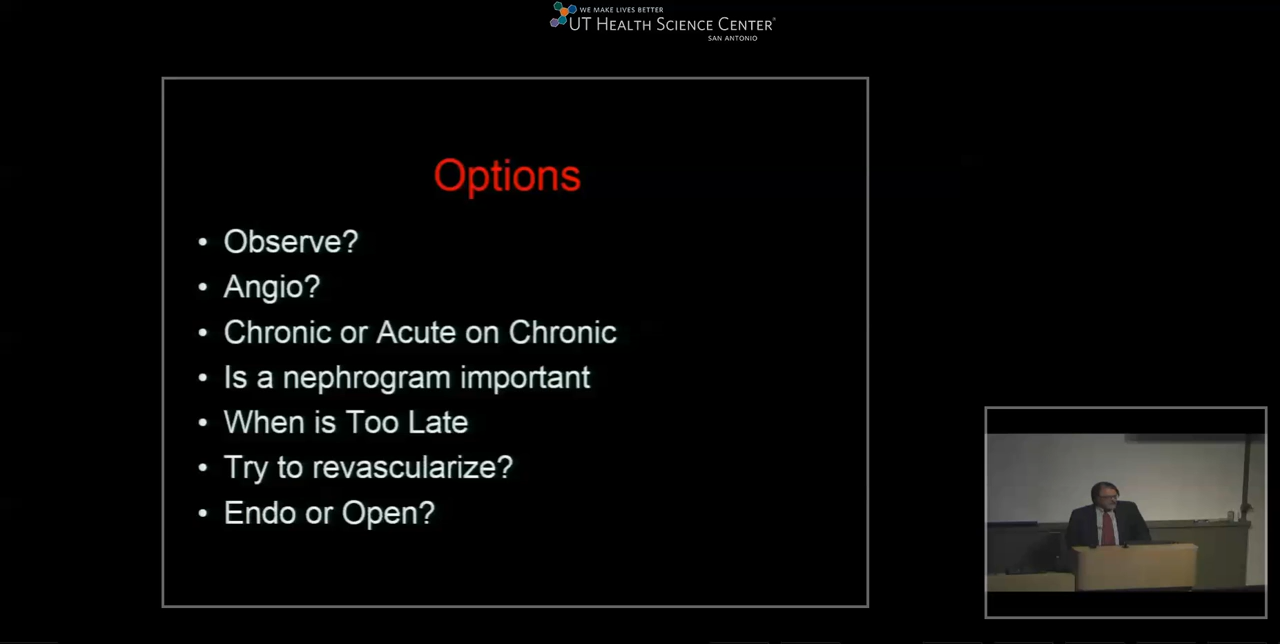 WE MAKE LIVES BETTER
UT HEALTH SCIENCE CENTER®
SAN ANTONIO
Options
• Observe?
• Angio?
• Chronic or Acute on Chronic
• Is a nephrogram important
• When is Too Late
• Try to revascularize?
• Endo or Open?